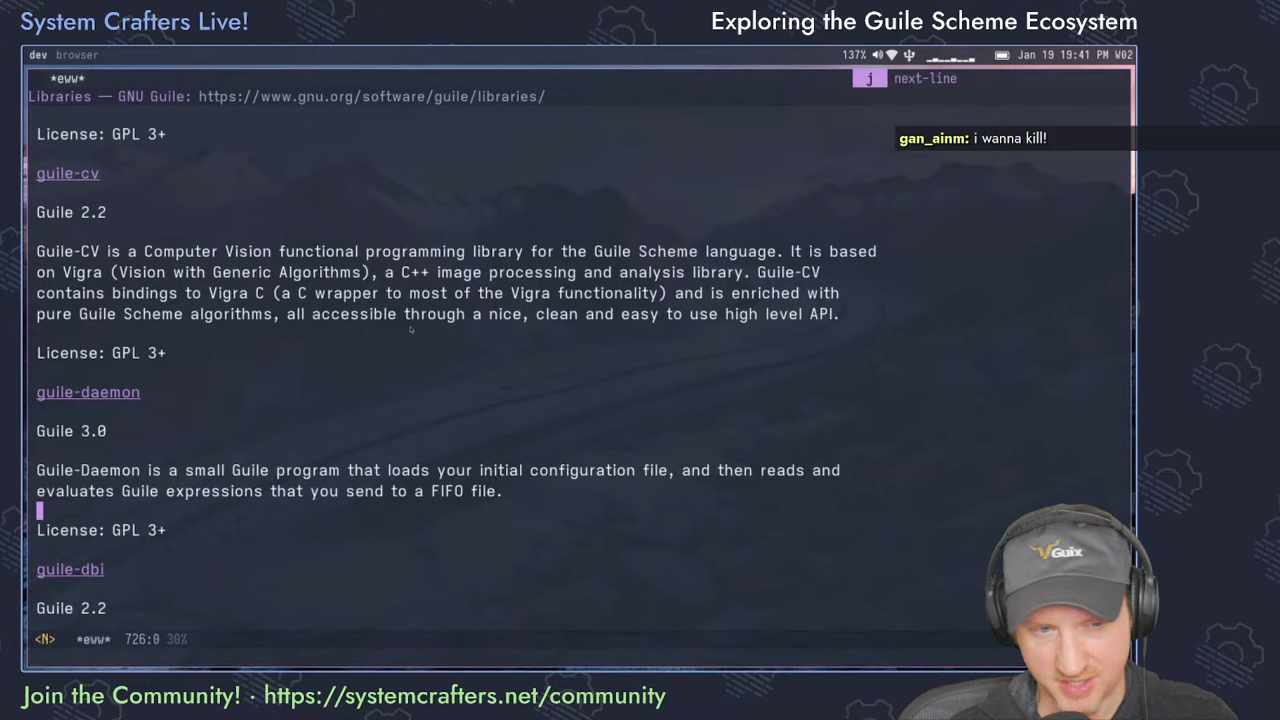 System Crafters Live!
Exploring the Guile Scheme Ecosystem
dev browser
137% Jan 19 19:41 PM W02
*eww*
j next-line
Libraries — GNU Guile: https://www.gnu.org/software/guile/libraries/
License: GPL 3+
gan_ainm: i wanna kill!
guile-cv
Guile 2.2
Guile-CV is a Computer Vision functional programming library for the Guile Scheme language. It is based
on Vigra (Vision with Generic Algorithms), a C++ image processing and analysis library. Guile-CV
contains bindings to Vigra C (a C wrapper to most of the Vigra functionality) and is enriched with
pure Guile Scheme algorithms, all accessible through a nice, clean and easy to use high level API.
License: GPL 3+
guile-daemon
Guile 3.0
Guile-Daemon is a small Guile program that loads your initial configuration file, and then reads and
evaluates Guile expressions that you send to a FIFO file.
License: GPL 3+
guile-dbi
Guile 2.2
<N> *eww* 726:0 30%
Guix
Join the Community! · https://systemcrafters.net/community